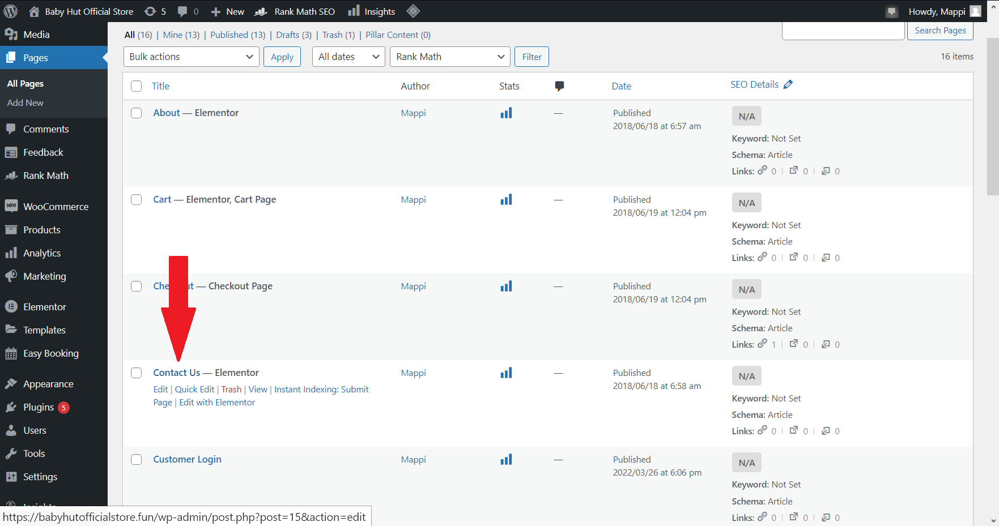 Baby Hut Official Store 5 0 New Rank Math SEO Insights Howdy, Mappi
Media
Pages
All Pages
Add New
Comments
Feedback
Rank Math
WooCommerce
Products
Analytics
Marketing
Elementor
Templates
Easy Booking
Appearance
Plugins 5
Users
Tools
Settings
All (16) | Mine (13) | Published (13) | Drafts (3) | Trash (1) | Pillar Content (0)
Search Pages
Bulk actions Apply All dates Rank Math Filter 16 items
Title Author Stats Date SEO Details
About — Elementor Mappi — Published N/A
2018/06/18 at 6:57 am
Keyword: Not Set
Schema: Article
Links: 0 | 0 | 0
Cart — Elementor, Cart Page Mappi — Published N/A
2018/06/19 at 12:04 pm
Keyword: Not Set
Schema: Article
Links: 0 | 0 | 0
— Checkout Page Mappi — Published N/A
2018/06/19 at 12:04 pm
Keyword: Not Set
Schema: Article
Links: 1 | 0 | 0
Contact Us — Elementor Mappi — Published N/A
Edit | Quick Edit | Trash | View | Instant Indexing: Submit 2018/06/18 at 6:58 am
Page | Edit with Elementor
Keyword: Not Set
Schema: Article
Links: 0 | 0 | 0
Customer Login Mappi — Published N/A
2022/03/26 at 6:06 pm
Keyword: Not Set
Schema: Article
Links: 0 | 0 | 0
https://babyhutofficialstore.fun/wp-admin/post.php?post=15&action=edit